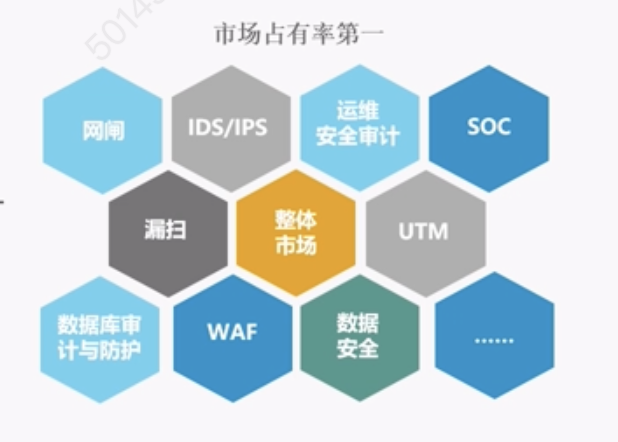 市场占有率第一
网闸
IDS/IPS
运维
安全审计
SOC
漏扫
整体
市场
UTM
数据库审
计与防护
WAF
数据
安全
……